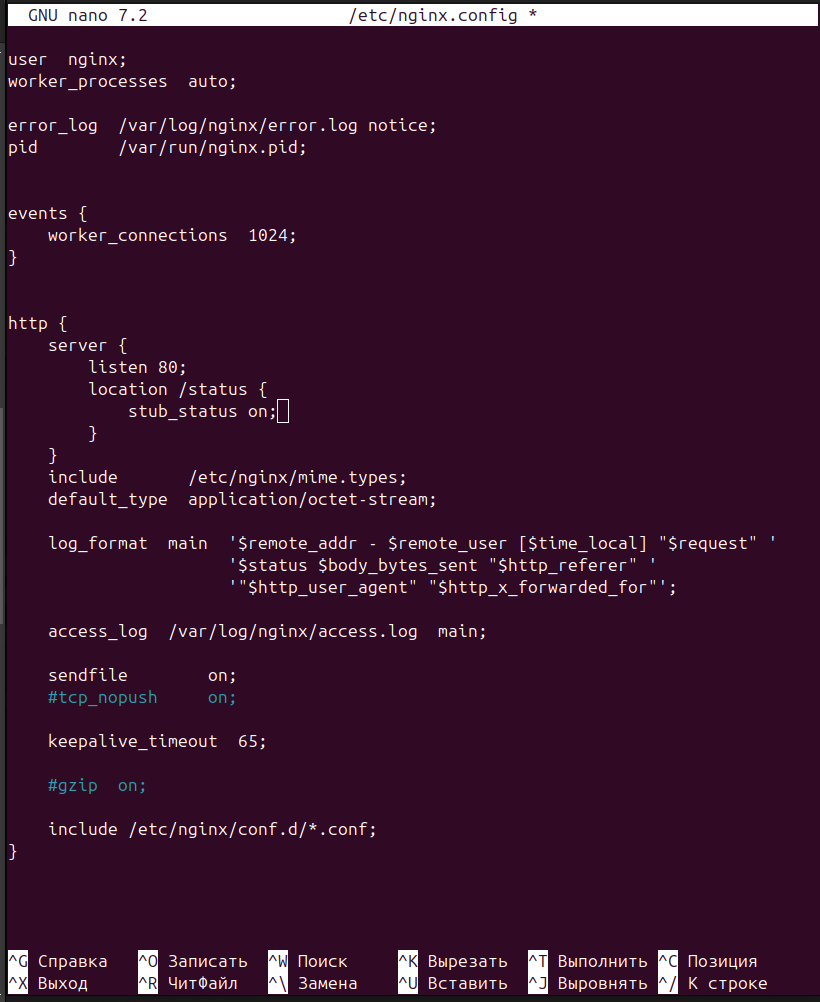 GNU nano 7.2 /etc/nginx.config *
user  nginx;
worker_processes  auto;
error_log  /var/log/nginx/error.log notice;
pid        /var/run/nginx.pid;
events {
    worker_connections  1024;
}
http {
    server {
        listen 80;
        location /status {
            stub_status on;
        }
    }
    include       /etc/nginx/mime.types;
    default_type  application/octet-stream;
    log_format  main  '$remote_addr - $remote_user [$time_local] "$request" '
                      '$status $body_bytes_sent "$http_referer" '
                      '"$http_user_agent" "$http_x_forwarded_for"';
    access_log  /var/log/nginx/access.log  main;
    sendfile        on;
    #tcp_nopush     on;
    keepalive_timeout  65;
    #gzip  on;
    include /etc/nginx/conf.d/*.conf;
}
^G Справка ^O Записать ^W Поиск ^K Вырезать ^T Выполнить ^C Позиция
^X Выход ^R ЧитФайл ^\ Замена ^U Вставить ^J Выровнять ^/ К строке